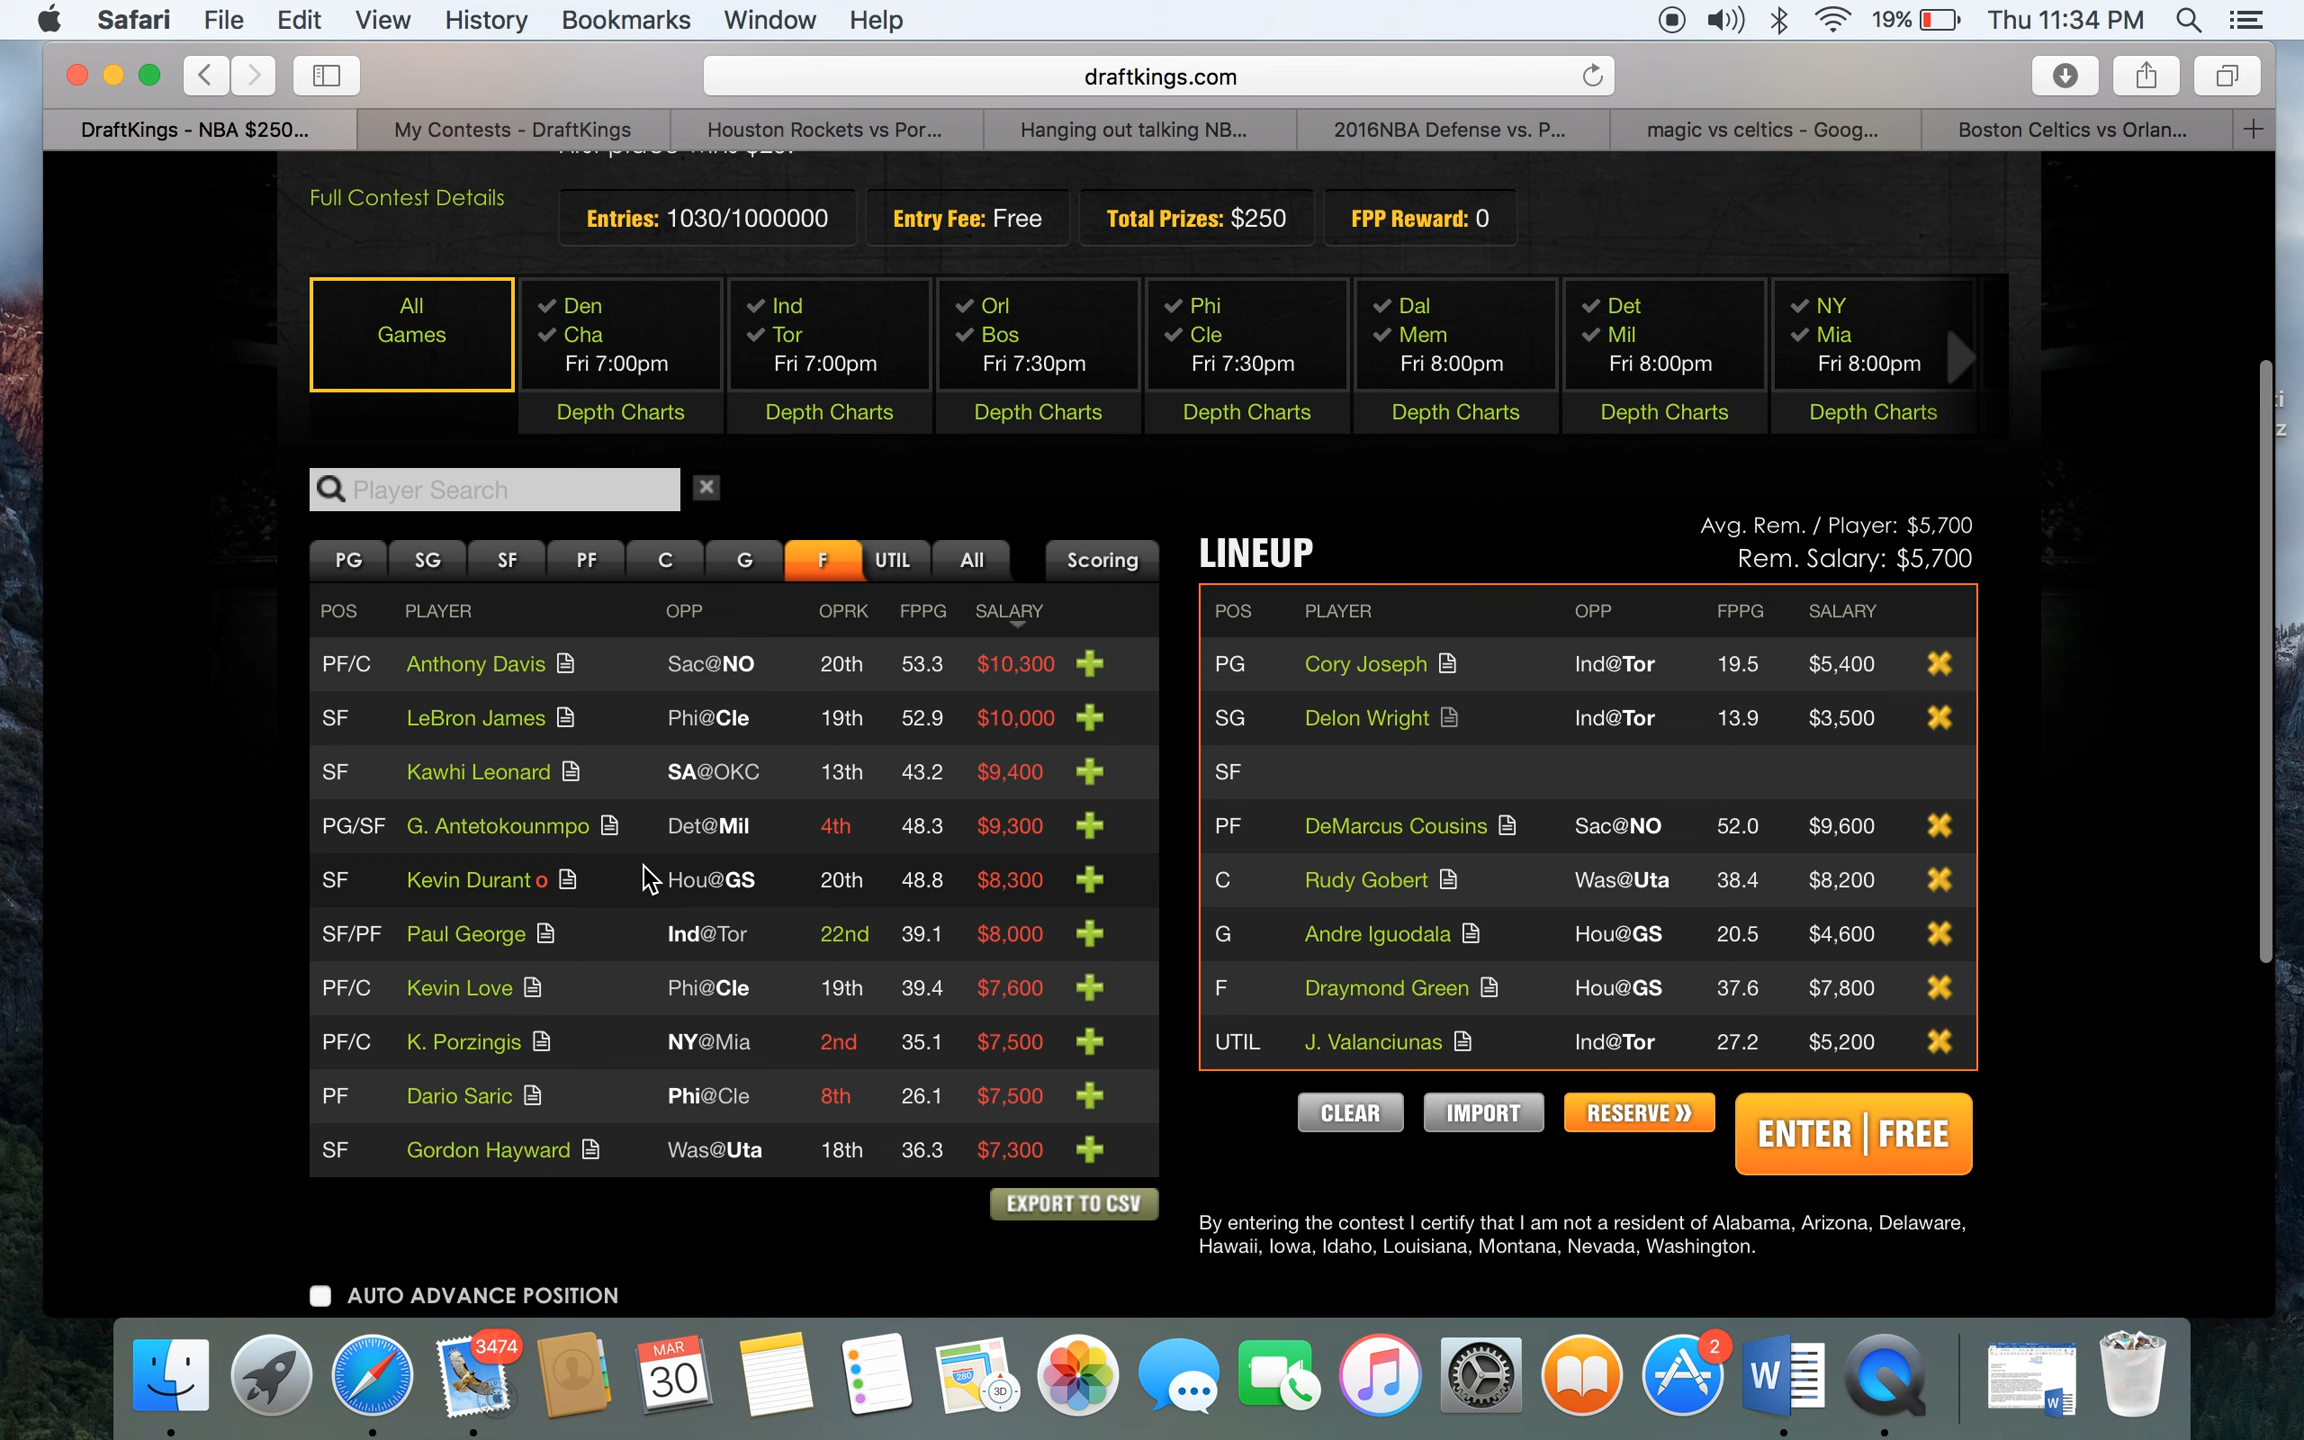 Safari File Edit View History Bookmarks Window Help 19% Thu 11:34 PM
draftkings.com
DraftKings - NBA $250... My Contests - DraftKings Houston Rockets vs Por... Hanging out talking NB... 2016NBA Defense vs. P... magic vs celtics - Goog... Boston Celtics vs Orlan...
Full Contest Details
Entries: 1030/1000000 Entry Fee: Free Total Prizes: $250 FPP Reward: 0
All Games
Den Cha Fri 7:00pm Depth Charts
Ind Tor Fri 7:00pm Depth Charts
Orl Bos Fri 7:30pm Depth Charts
Phi Cle Fri 7:30pm Depth Charts
Dal Mem Fri 8:00pm Depth Charts
Det Mil Fri 8:00pm Depth Charts
NY Mia Fri 8:00pm Depth Charts
Player Search
PG SG SF PF C G F UTIL All Scoring
POS PLAYER OPP OPRK FPPG SALARY
PF/C Anthony Davis Sac@NO 20th 53.3 $10,300
SF LeBron James Phi@Cle 19th 52.9 $10,000
SF Kawhi Leonard SA@OKC 13th 43.2 $9,400
PG/SF G. Antetokounmpo Det@Mil 4th 48.3 $9,300
SF Kevin Durant O Hou@GS 20th 48.8 $8,300
SF/PF Paul George Ind@Tor 22nd 39.1 $8,000
PF/C Kevin Love Phi@Cle 19th 39.4 $7,600
PF/C K. Porzingis NY@Mia 2nd 35.1 $7,500
PF Dario Saric Phi@Cle 8th 26.1 $7,500
SF Gordon Hayward Was@Uta 18th 36.3 $7,300
EXPORT TO CSV
AUTO ADVANCE POSITION
Avg. Rem. / Player: $5,700
LINEUP Rem. Salary: $5,700
POS PLAYER OPP FPPG SALARY
PG Cory Joseph Ind@Tor 19.5 $5,400
SG Delon Wright Ind@Tor 13.9 $3,500
SF
PF DeMarcus Cousins Sac@NO 52.0 $9,600
C Rudy Gobert Was@Uta 38.4 $8,200
G Andre Iguodala Hou@GS 20.5 $4,600
F Draymond Green Hou@GS 37.6 $7,800
UTIL J. Valanciunas Ind@Tor 27.2 $5,200
CLEAR IMPORT RESERVE » ENTER | FREE
By entering the contest I certify that I am not a resident of Alabama, Arizona, Delaware,
Hawaii, Iowa, Idaho, Louisiana, Montana, Nevada, Washington.
3474
MAR
30
280
3D
2
W
W